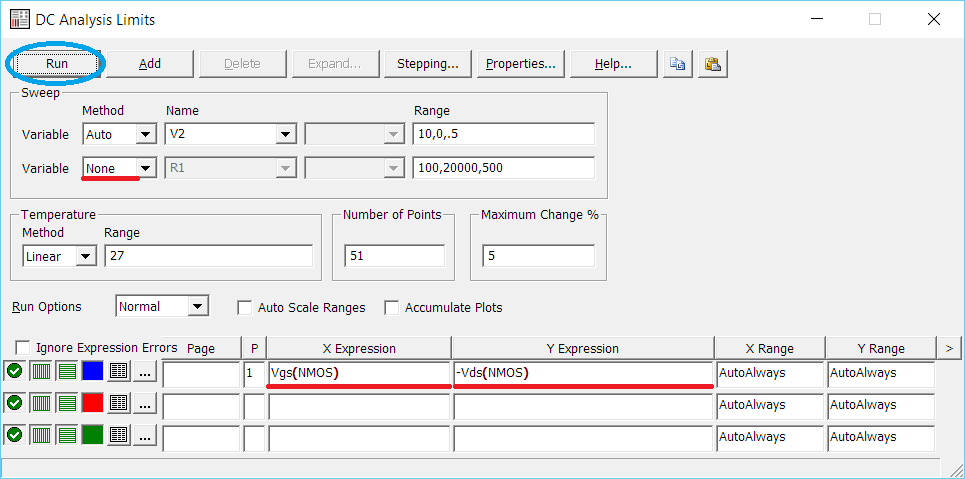 DC Analysis Limits
Run Add Delete Expand... Stepping... Properties... Help...
Sweep
Method Name Range
Variable Auto V2 10,0,.5
Variable None R1 100,20000,500
Temperature Number of Points Maximum Change %
Method Range
Linear 27 51 5
Run Options Normal Auto Scale Ranges Accumulate Plots
Ignore Expression Errors Page P X Expression Y Expression X Range Y Range >
... 1 Vgs(NMOS) -Vds(NMOS) AutoAlways AutoAlways
... AutoAlways AutoAlways
... AutoAlways AutoAlways